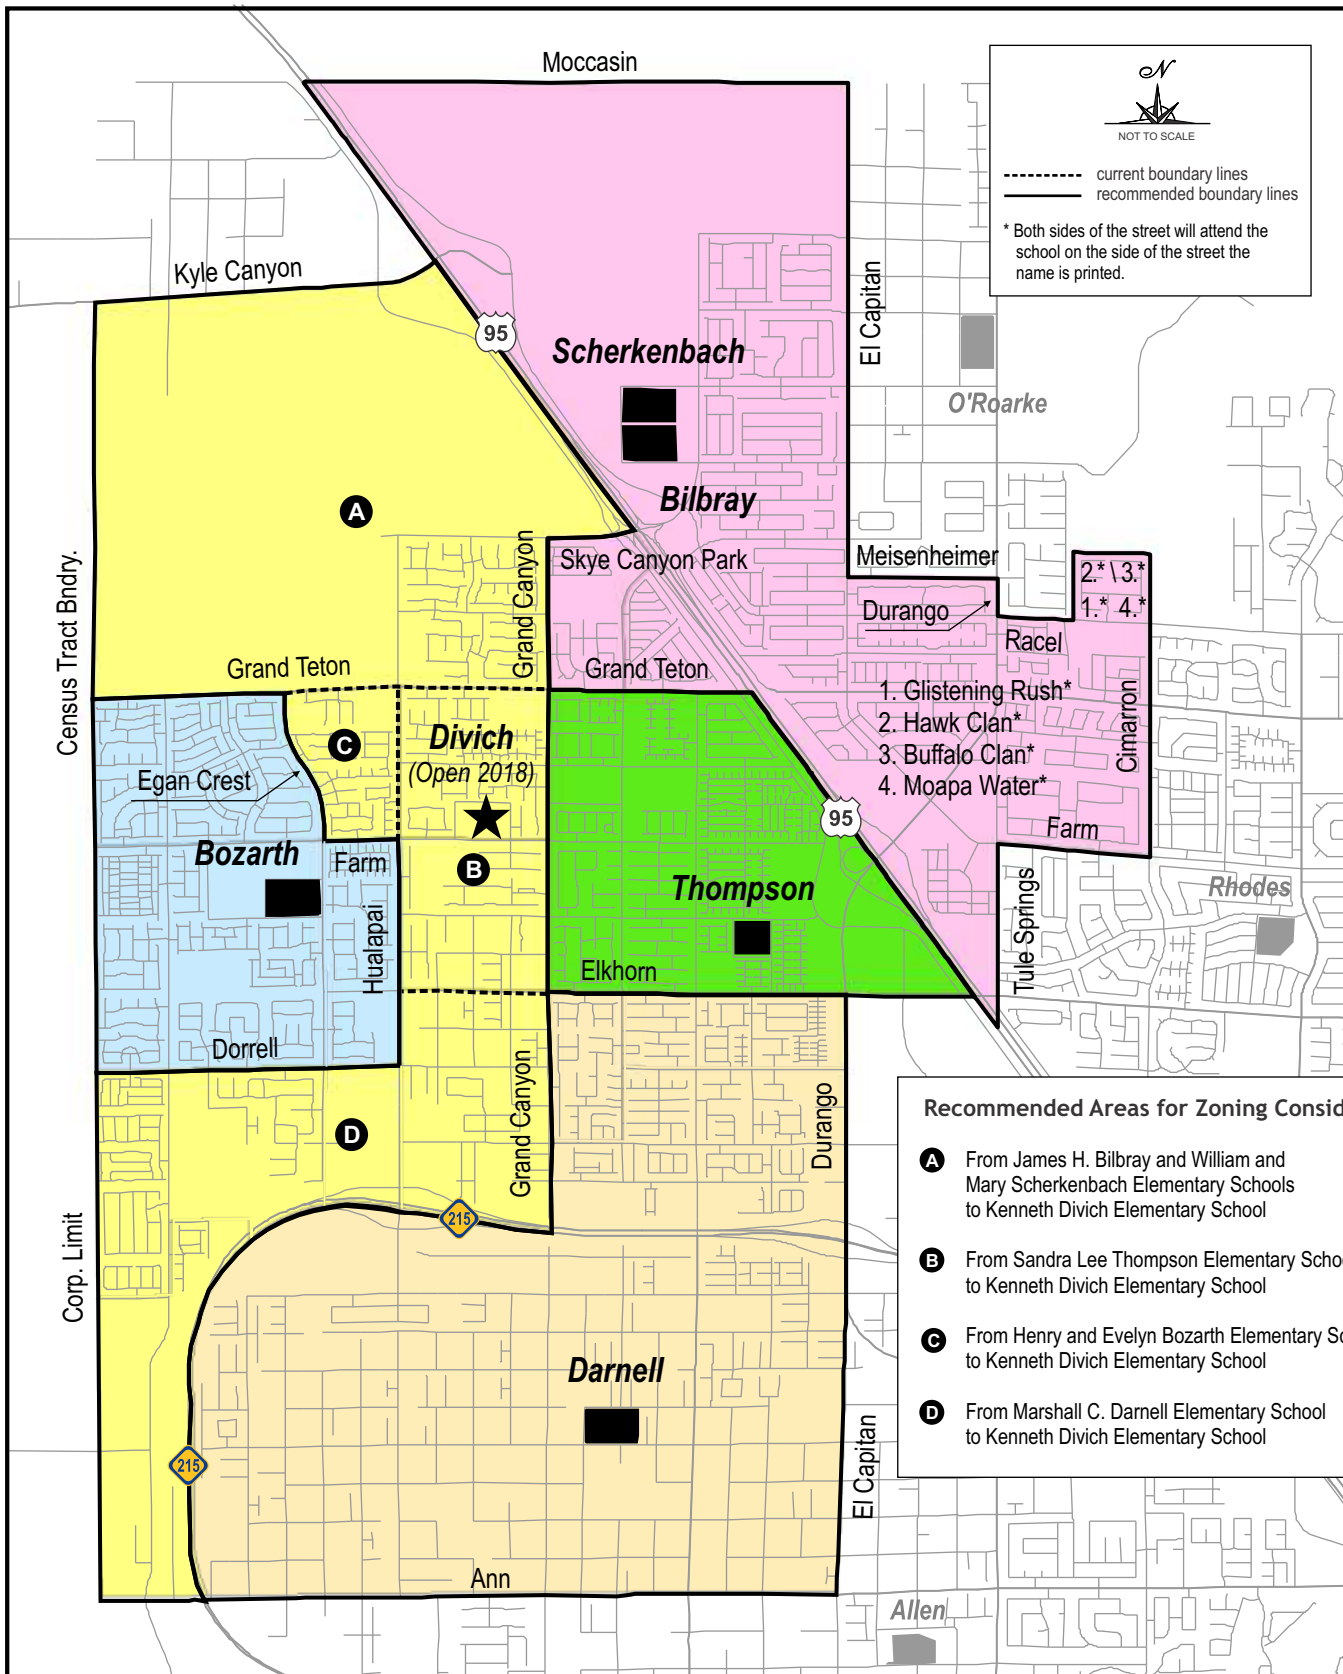 Moccasin
N
NOT TO SCALE
current boundary lines
recommended boundary lines
* Both sides of the street will attend the
school on the side of the street the
name is printed.
Kyle Canyon
95
El Capitan
Scherkenbach
O'Roarke
A
Bilbray
Grand Canyon
Skye Canyon Park
Meisenheimer
2.* \ 3.*
1.* 4.*
Durango
Racel
Census Tract Bndry.
Grand Teton
Grand Teton
1. Glistening Rush*
2. Hawk Clan*
3. Buffalo Clan*
4. Moapa Water*
Cimarron
C
Divich
(Open 2018)
Egan Crest
95
Farm
Bozarth
Farm
B
Thompson
Rhodes
Hualapai
Elkhorn
Tule Springs
Dorrell
Grand Canyon
Durango
D
215
Corp. Limit
Recommended Areas for Zoning Consid
A From James H. Bilbray and William and
Mary Scherkenbach Elementary Schools
to Kenneth Divich Elementary School
B From Sandra Lee Thompson Elementary Schoo
to Kenneth Divich Elementary School
C From Henry and Evelyn Bozarth Elementary Sc
to Kenneth Divich Elementary School
D From Marshall C. Darnell Elementary School
to Kenneth Divich Elementary School
Darnell
215
El Capitan
Ann
Allen